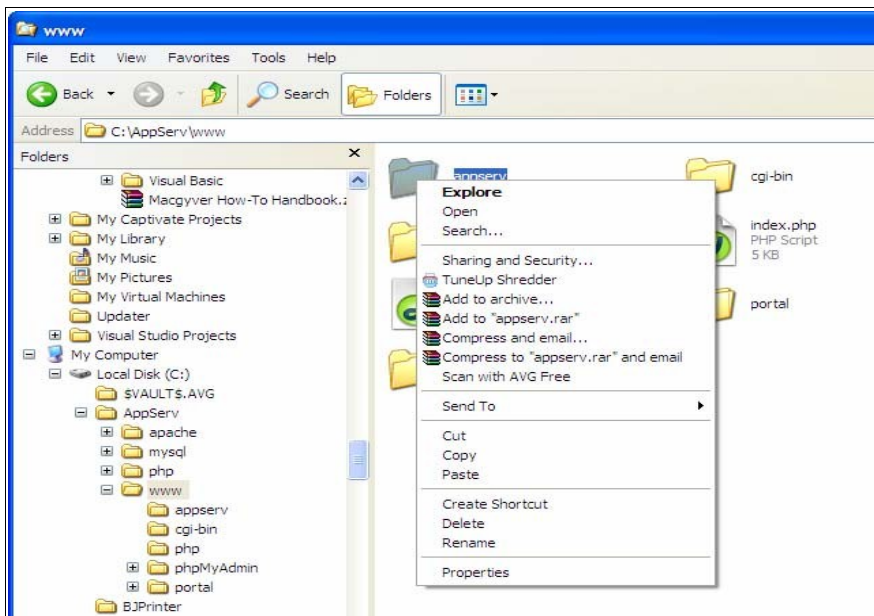 www
File Edit View Favorites Tools Help
Back Search Folders
Address C:\AppServ\www
Folders
Visual Basic
Macgyver How-To Handbook.z
My Captivate Projects
My Library
My Music
My Pictures
My Virtual Machines
Updater
Visual Studio Projects
My Computer
Local Disk (C:)
$VAULT$.AVG
AppServ
apache
mysql
php
www
appserv
cgi-bin
php
phpMyAdmin
portal
BJPrinter
appserv
cgi-bin
index.php
PHP Script
5 KB
portal
Explore
Open
Search...
Sharing and Security...
TuneUp Shredder
Add to archive...
Add to "appserv.rar"
Compress and email...
Compress to "appserv.rar" and email
Scan with AVG Free
Send To
Cut
Copy
Paste
Create Shortcut
Delete
Rename
Properties